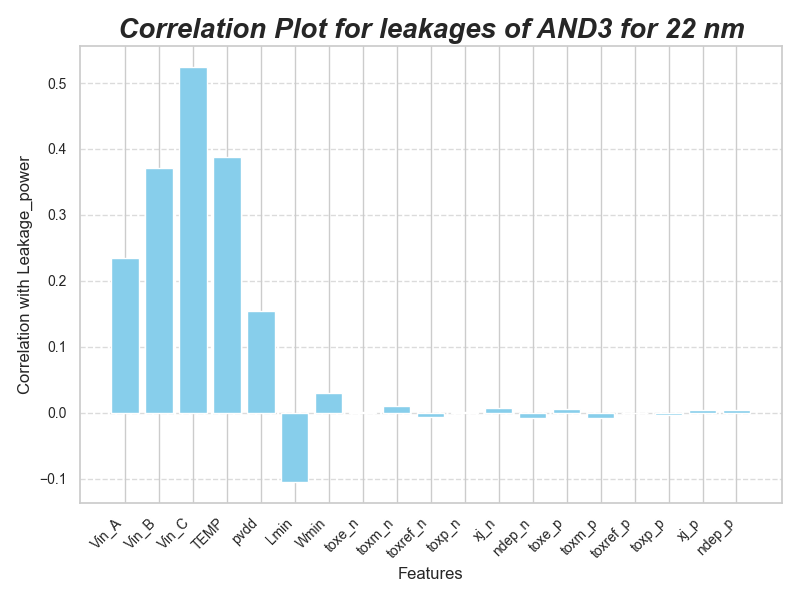 Correlation Plot for leakages of AND3 for 22 nm
Correlation with Leakage_power
0.5
0.4
0.3
0.2
0.1
0.0
−0.1
Vin_A
Vin_B
Vin_C
TEMP
pvdd
Lmin
Wmin
toxe_n
toxm_n
toxref_n
toxp_n
xj_n
ndep_n
toxe_p
toxm_p
toxref_p
toxp_p
xj_p
ndep_p
Features